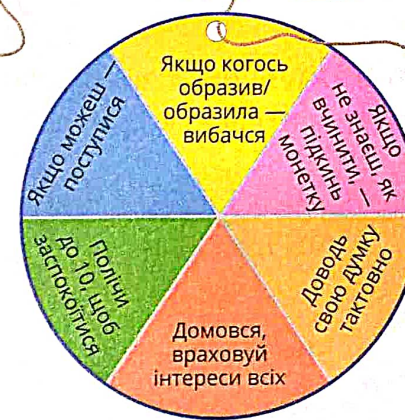 Якщо когось
образив/
образила —
вибачся
Якщо
не знаєш, як
вчинити, —
підкинь
монетку
Доводь
свою думку
тактовно
Домовся,
враховуй
інтереси всіх
Полічи
до 10, щоб
заспокоїтися
Якщо можеш —
поступися